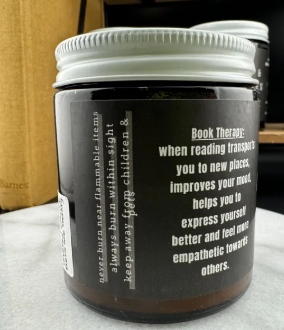 Book Therapy:
when reading transports
you to new places,
improves your mood,
helps you to
express yourself
better and feel more
empathetic towards
others.
never burn near flammable items
always burn within sight
keep away from children &
pets